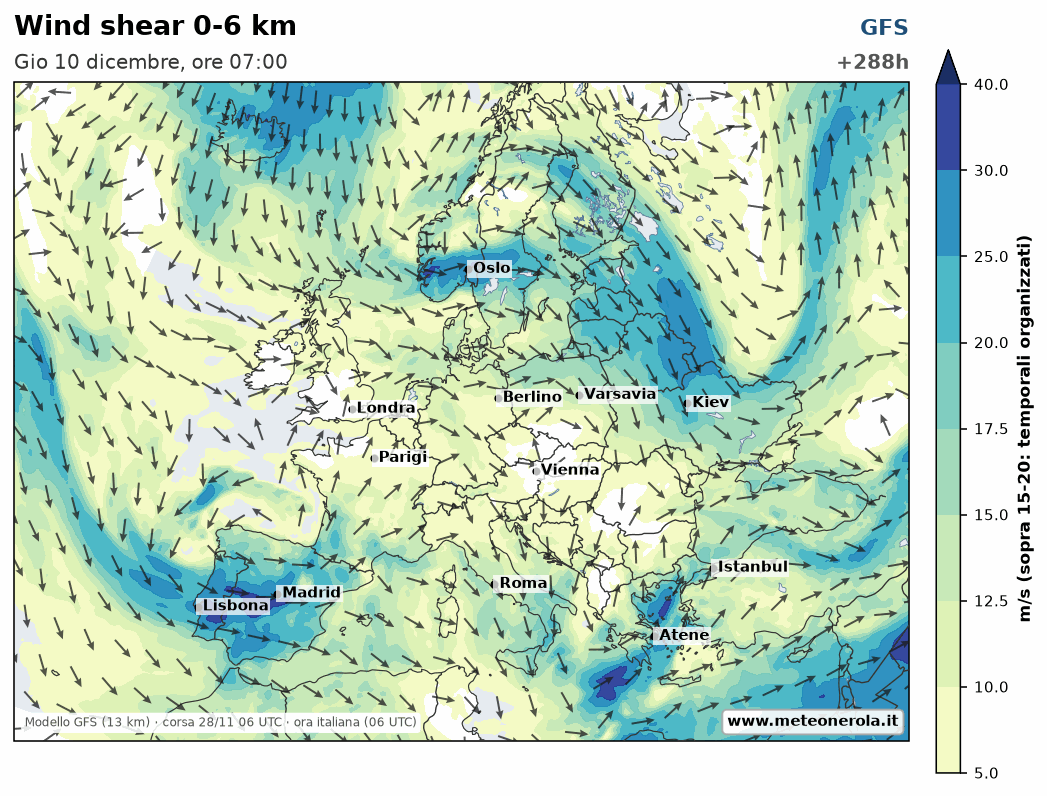 Wind shear 0-6 km
GFS
Gio 10 dicembre, ore 07:00
+288h
40.0
30.0
25.0
20.0
17.5
15.0
12.5
10.0
5.0
m/s (sopra 15-20: temporali organizzati)
Oslo
Berlino
Varsavia
Kiev
Londra
Parigi
Vienna
Istanbul
Roma
Madrid
Lisbona
Atene
Modello GFS (13 km) · corsa 28/11 06 UTC · ora italiana (06 UTC)
www.meteonerola.it